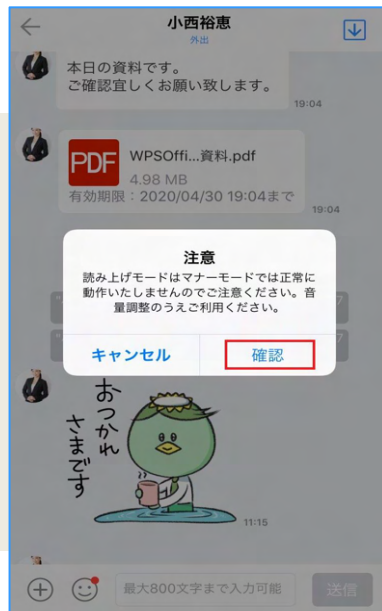 小西裕恵
外出
本日の資料です。
ご確認宜しくお願い致します。
19:04
PDF
WPSOffi...資料.pdf
4.98 MB
有効期限：2020/04/30 19:04まで
19:04
注意
読み上げモードはマナーモードでは正常に
動作いたしませんのでご注意ください。音
量調整のうえご利用ください。
キャンセル
確認
おつかれ
さまです
11:15
最大800文字まで入力可能
送信